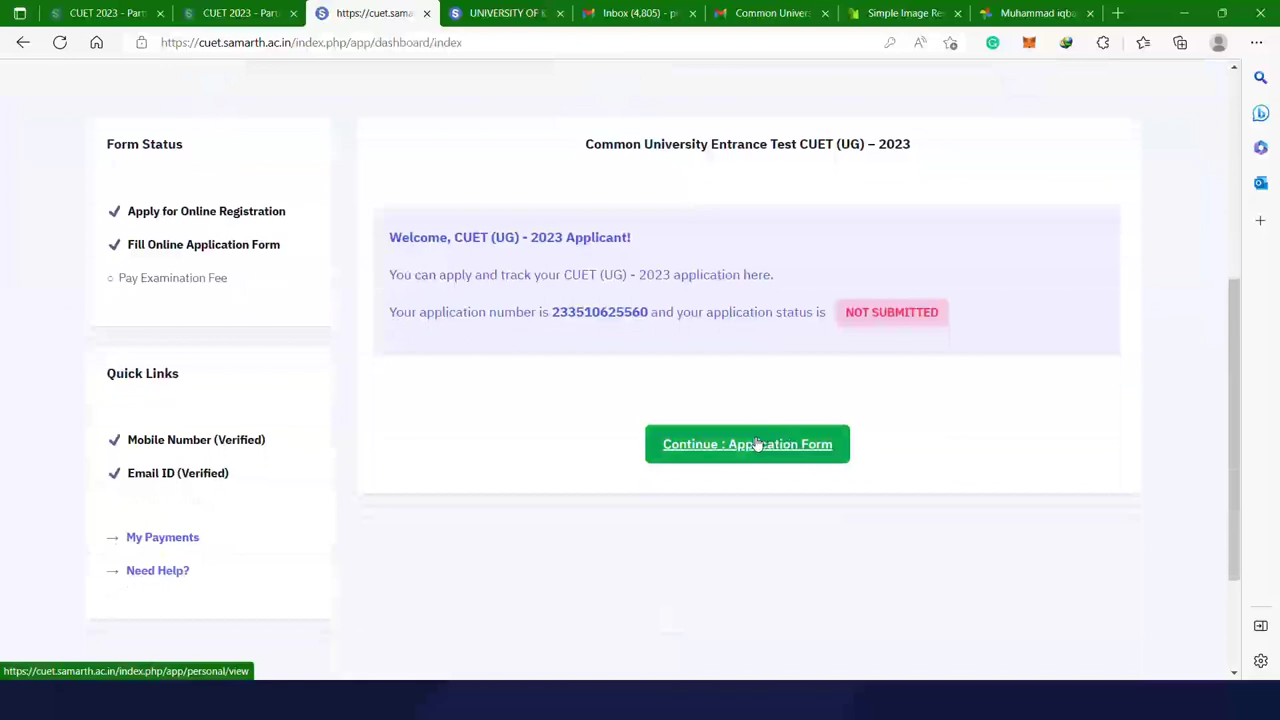 CUET 2023 - Part
CUET 2023 - Part
https://cuet.sama
UNIVERSITY OF K
Inbox (4,805) - p
Common Univers
Simple Image Re
Muhammad iqba
https://cuet.samarth.ac.in/index.php/app/dashboard/index
Form Status
✔ Apply for Online Registration
✔ Fill Online Application Form
○ Pay Examination Fee
Quick Links
✔ Mobile Number (Verified)
✔ Email ID (Verified)
→ My Payments
→ Need Help?
Common University Entrance Test CUET (UG) – 2023
Welcome, CUET (UG) - 2023 Applicant!
You can apply and track your CUET (UG) - 2023 application here.
Your application number is 233510625560 and your application status is NOT SUBMITTED
Continue : Application Form
https://cuet.samarth.ac.in/index.php/app/personal/view